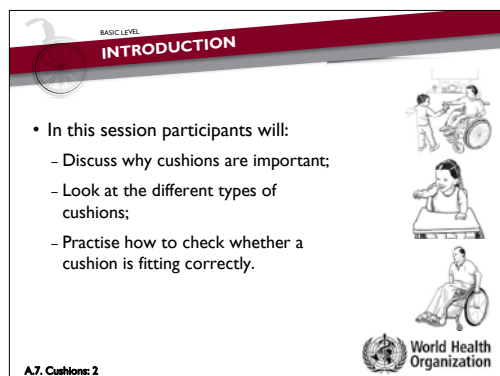 BASIC LEVEL
INTRODUCTION
• In this session participants will:
– Discuss why cushions are important;
– Look at the different types of
cushions;
– Practise how to check whether a
cushion is fitting correctly.
World Health
Organization
A.7. Cushions: 2